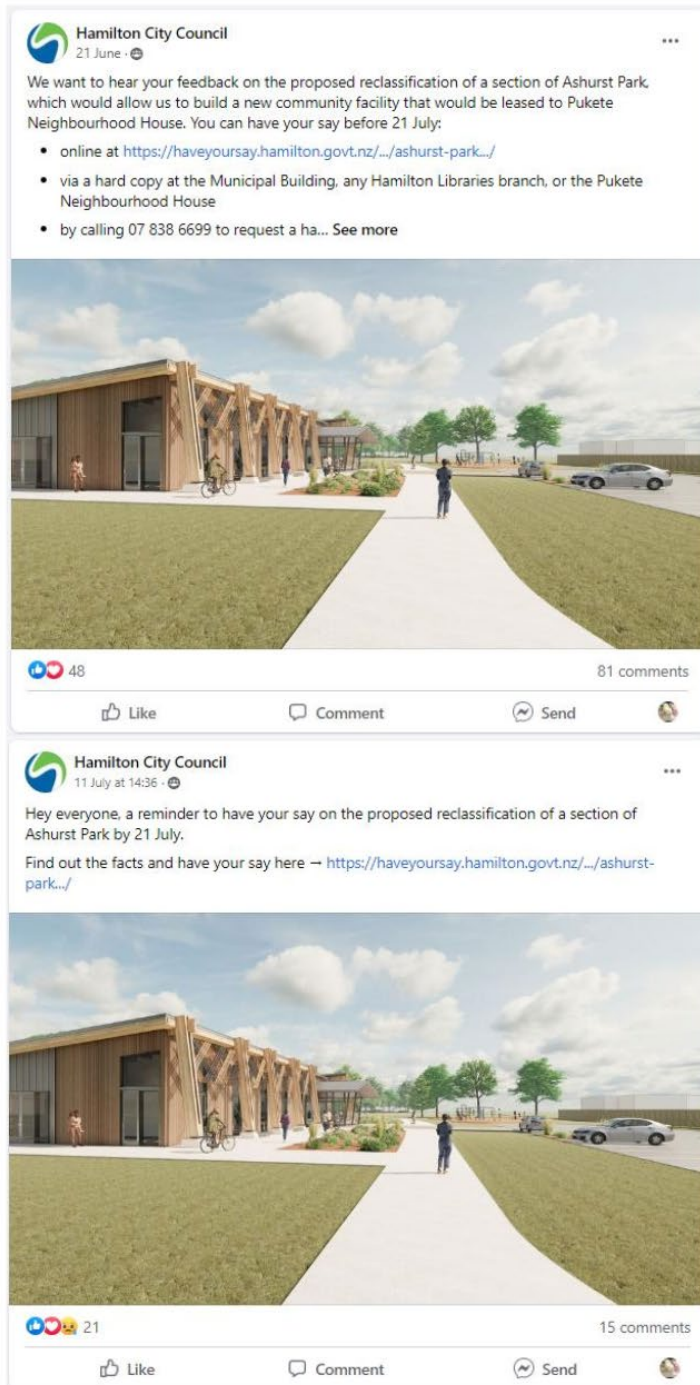 Hamilton City Council
21 June ·
We want to hear your feedback on the proposed reclassification of a section of Ashurst Park,
which would allow us to build a new community facility that would be leased to Pukete
Neighbourhood House. You can have your say before 21 July:
• online at https://haveyoursay.hamilton.govt.nz/.../ashurst-park.../
• via a hard copy at the Municipal Building, any Hamilton Libraries branch, or the Pukete
Neighbourhood House
• by calling 07 838 6699 to request a ha... See more
48
81 comments
Like Comment Send
Hamilton City Council
11 July at 14:36 ·
Hey everyone, a reminder to have your say on the proposed reclassification of a section of
Ashurst Park by 21 July.
Find out the facts and have your say here → https://haveyoursay.hamilton.govt.nz/.../ashurst-
park.../
21
15 comments
Like Comment Send